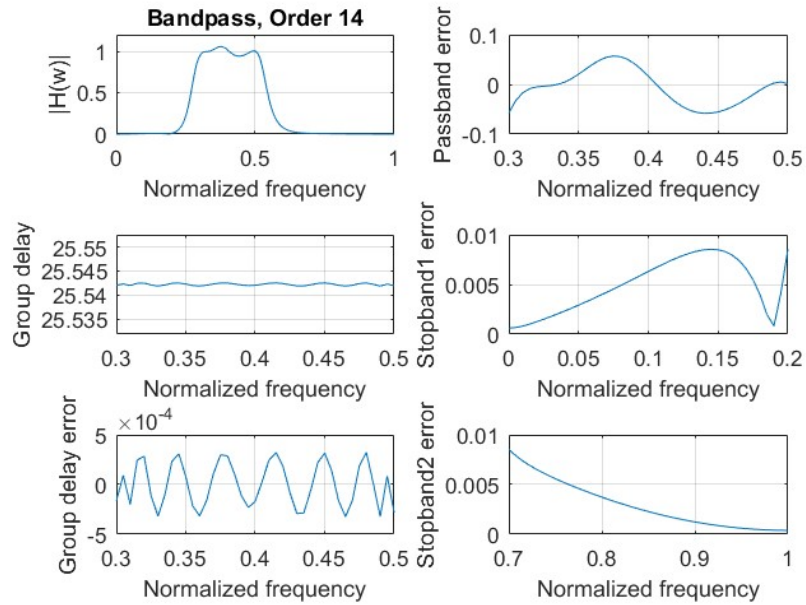 Bandpass, Order 14
|H(w)|
1
0.5
0
0 0.5 1
Normalized frequency
Passband error
0.1
0
-0.1
0.3 0.35 0.4 0.45 0.5
Normalized frequency
Group delay
25.55
25.545
25.54
25.535
0.3 0.35 0.4 0.45 0.5
Normalized frequency
Stopband1 error
0.01
0.005
0
0 0.05 0.1 0.15 0.2
Normalized frequency
Group delay error
×10-4
5
0
-5
0.3 0.35 0.4 0.45 0.5
Normalized frequency
Stopband2 error
0.01
0.005
0
0.7 0.8 0.9 1
Normalized frequency